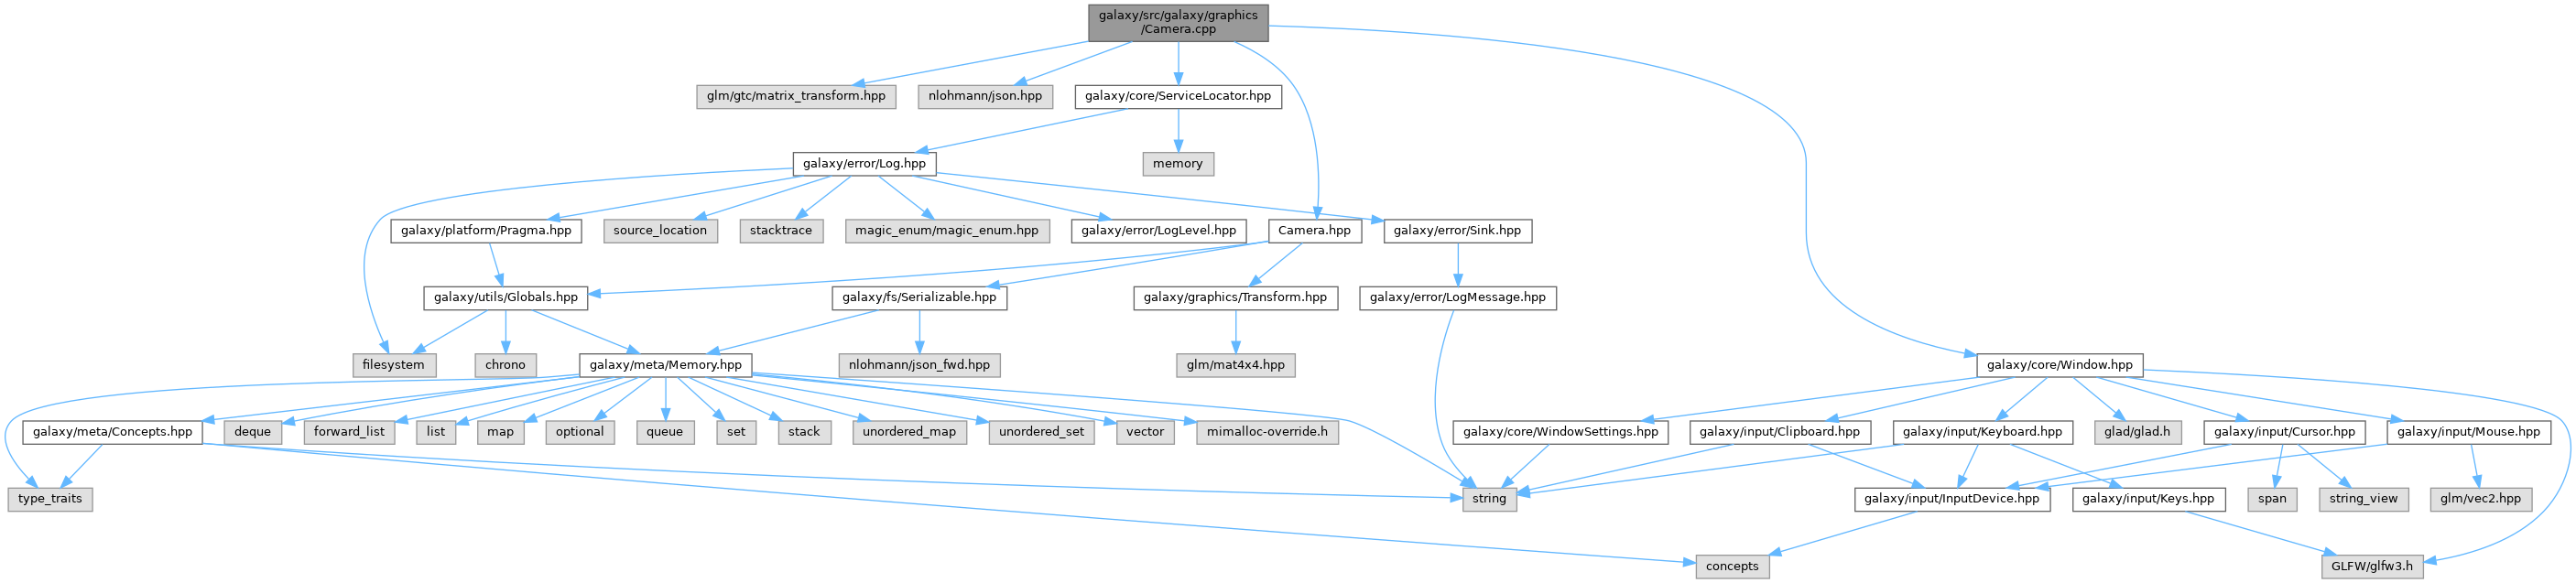 galaxy/src/galaxy/graphics
/Camera.cpp
glm/gtc/matrix_transform.hpp
nlohmann/json.hpp
galaxy/core/ServiceLocator.hpp
galaxy/error/Log.hpp
memory
galaxy/platform/Pragma.hpp
source_location
stacktrace
magic_enum/magic_enum.hpp
galaxy/error/LogLevel.hpp
Camera.hpp
galaxy/error/Sink.hpp
galaxy/utils/Globals.hpp
galaxy/fs/Serializable.hpp
galaxy/graphics/Transform.hpp
galaxy/error/LogMessage.hpp
filesystem
chrono
galaxy/meta/Memory.hpp
nlohmann/json_fwd.hpp
glm/mat4x4.hpp
galaxy/core/Window.hpp
galaxy/meta/Concepts.hpp
deque
forward_list
list
map
optional
queue
set
stack
unordered_map
unordered_set
vector
mimalloc-override.h
galaxy/core/WindowSettings.hpp
galaxy/input/Clipboard.hpp
galaxy/input/Keyboard.hpp
glad/glad.h
galaxy/input/Cursor.hpp
galaxy/input/Mouse.hpp
type_traits
string
galaxy/input/InputDevice.hpp
galaxy/input/Keys.hpp
span
string_view
glm/vec2.hpp
concepts
GLFW/glfw3.h